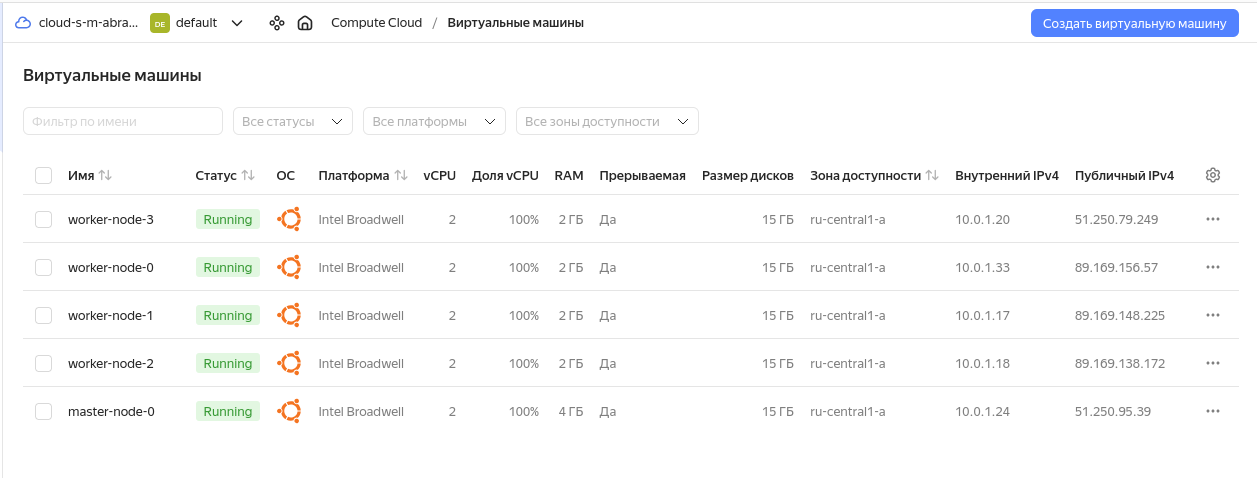 cloud-s-m-abra... DE default Compute Cloud / Виртуальные машины Создать виртуальную машину
Виртуальные машины
Фильтр по имени Все статусы Все платформы Все зоны доступности
Имя Статус ОС Платформа vCPU Доля vCPU RAM Прерываемая Размер дисков Зона доступности Внутренний IPv4 Публичный IPv4
worker-node-3 Running Intel Broadwell 2 100% 2 ГБ Да 15 ГБ ru-central1-a 10.0.1.20 51.250.79.249
worker-node-0 Running Intel Broadwell 2 100% 2 ГБ Да 15 ГБ ru-central1-a 10.0.1.33 89.169.156.57
worker-node-1 Running Intel Broadwell 2 100% 2 ГБ Да 15 ГБ ru-central1-a 10.0.1.17 89.169.148.225
worker-node-2 Running Intel Broadwell 2 100% 2 ГБ Да 15 ГБ ru-central1-a 10.0.1.18 89.169.138.172
master-node-0 Running Intel Broadwell 2 100% 4 ГБ Да 15 ГБ ru-central1-a 10.0.1.24 51.250.95.39